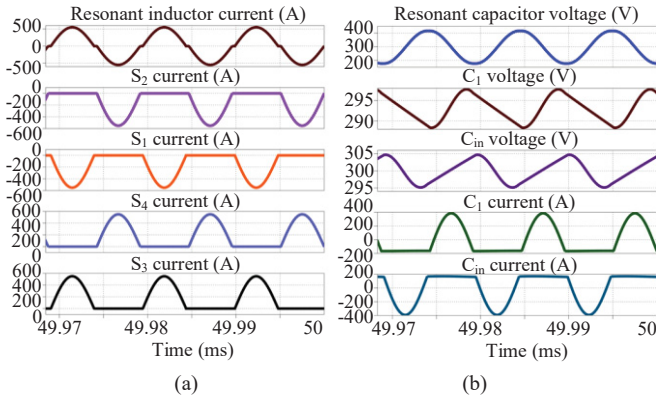 Resonant inductor current (A)
500
0
-500
S2 current (A)
0
-200
-400
-600
S1 current (A)
0
-200
-400
-600
S4 current (A)
600
400
200
0
S3 current (A)
600
400
200
0
49.97 49.98 49.99 50
Time (ms)
(a)
Resonant capacitor voltage (V)
400
300
200
C1 voltage (V)
295
290
Cin voltage (V)
305
300
295
C1 current (A)
400
200
0
-200
Cin current (A)
200
0
-200
-400
49.97 49.98 49.99 50
Time (ms)
(b)